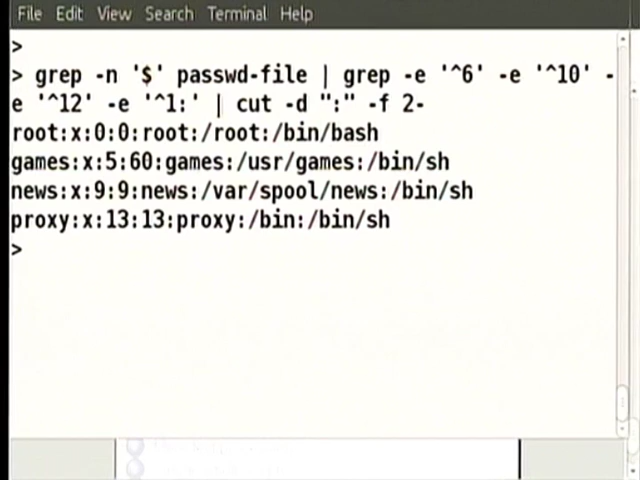 File Edit View Search Terminal Help
>
> grep -n '$' passwd-file | grep -e '^6' -e '^10' -
e '^12' -e '^1:' | cut -d ":" -f 2-
root:x:0:0:root:/root:/bin/bash
games:x:5:60:games:/usr/games:/bin/sh
news:x:9:9:news:/var/spool/news:/bin/sh
proxy:x:13:13:proxy:/bin:/bin/sh
>